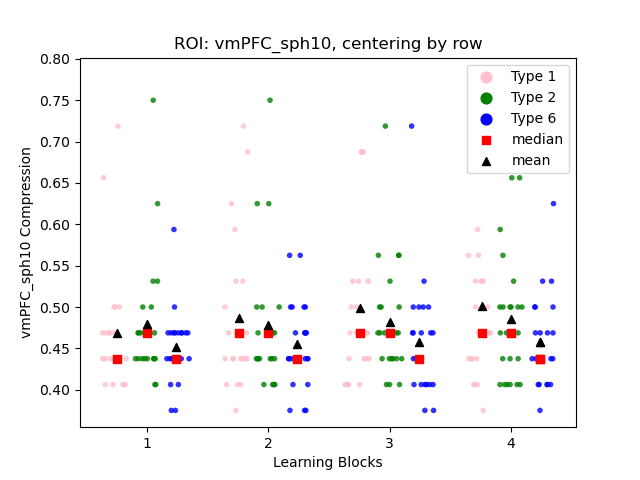 ROI: vmPFC_sph10, centering by row
0.80
0.75
0.70
0.65
0.60
0.55
0.50
0.45
0.40
vmPFC_sph10 Compression
Type 1
Type 2
Type 6
median
mean
1 2 3 4
Learning Blocks